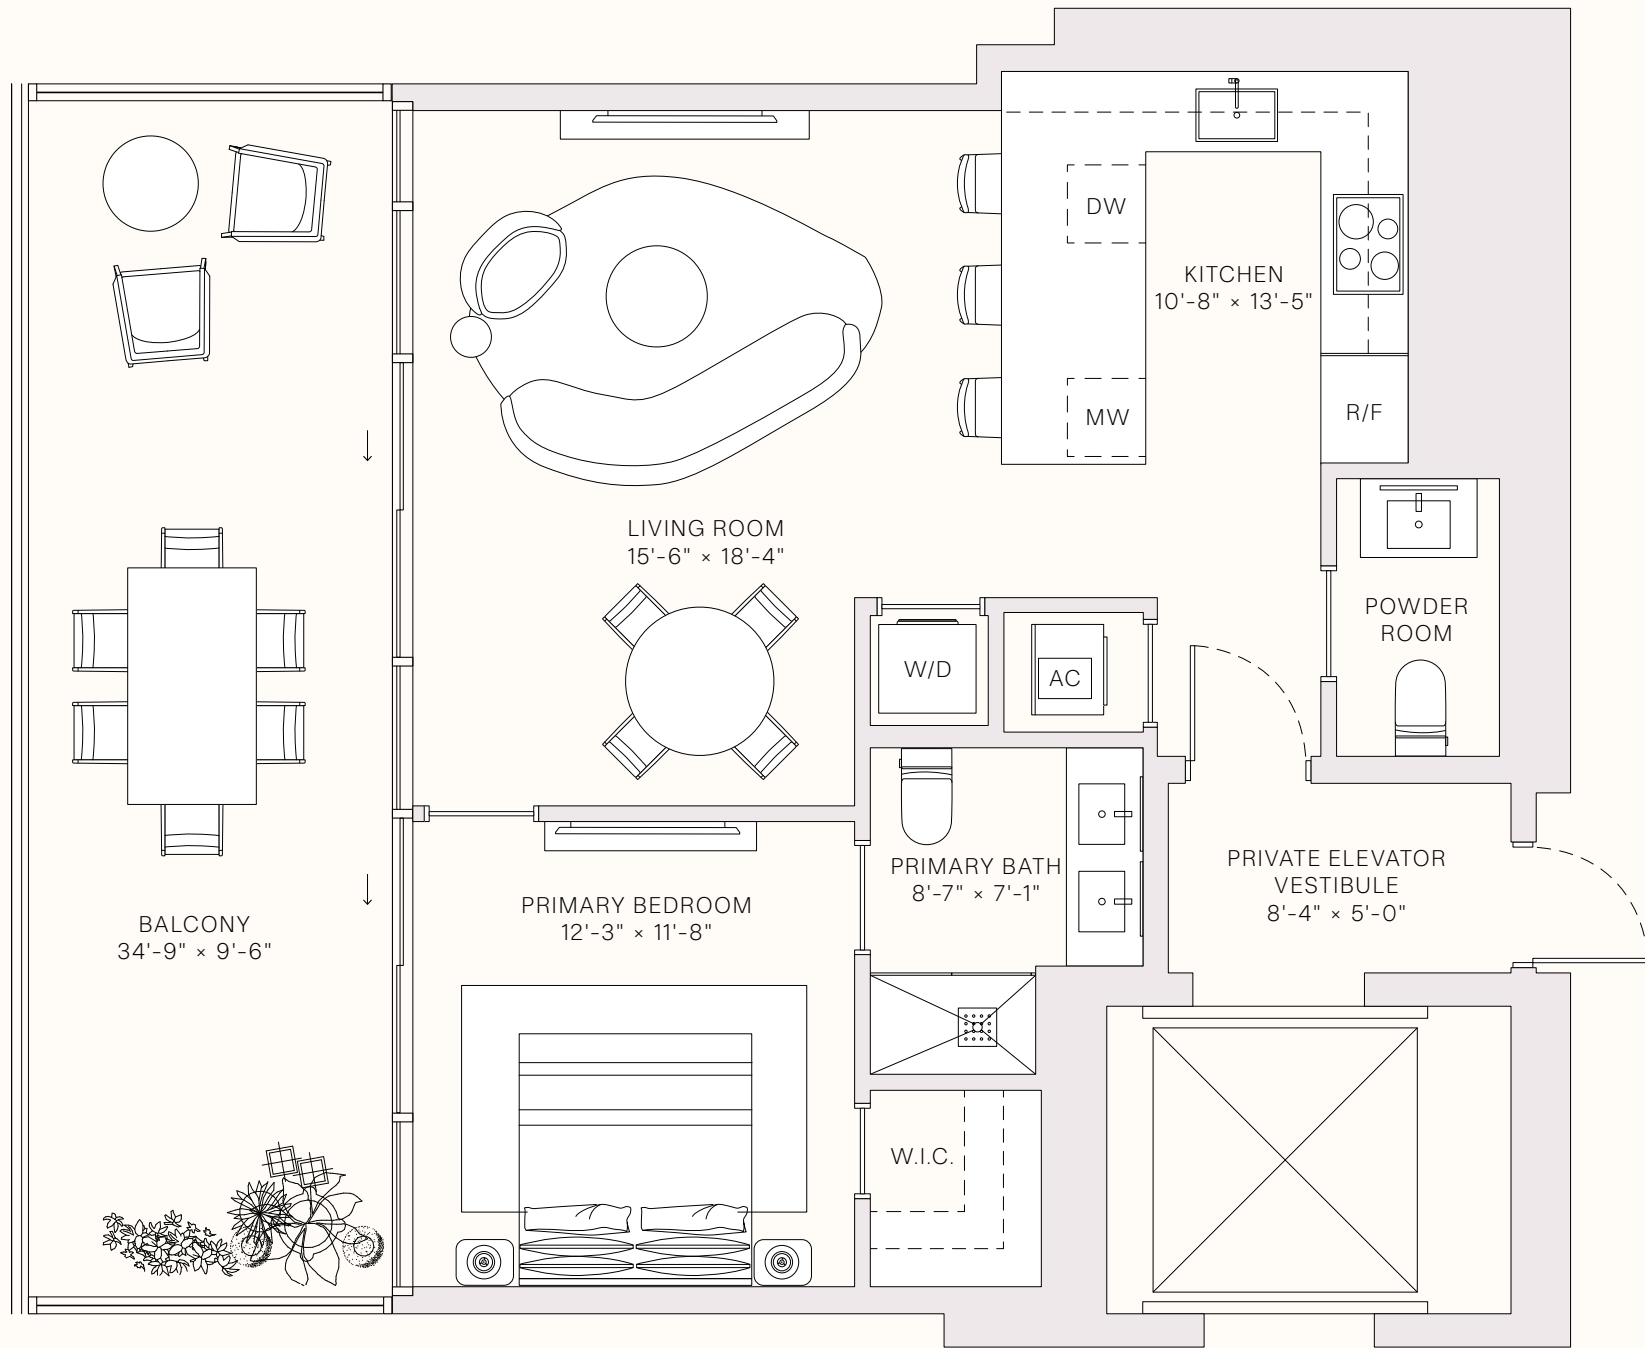 DW
KITCHEN
10'-8" × 13'-5"
MW
R/F
LIVING ROOM
15'-6" × 18'-4"
POWDER
ROOM
W/D
AC
PRIMARY BATH
8'-7" × 7'-1"
PRIVATE ELEVATOR
VESTIBULE
8'-4" × 5'-0"
PRIMARY BEDROOM
12'-3" × 11'-8"
BALCONY
34'-9" × 9'-6"
W.I.C.